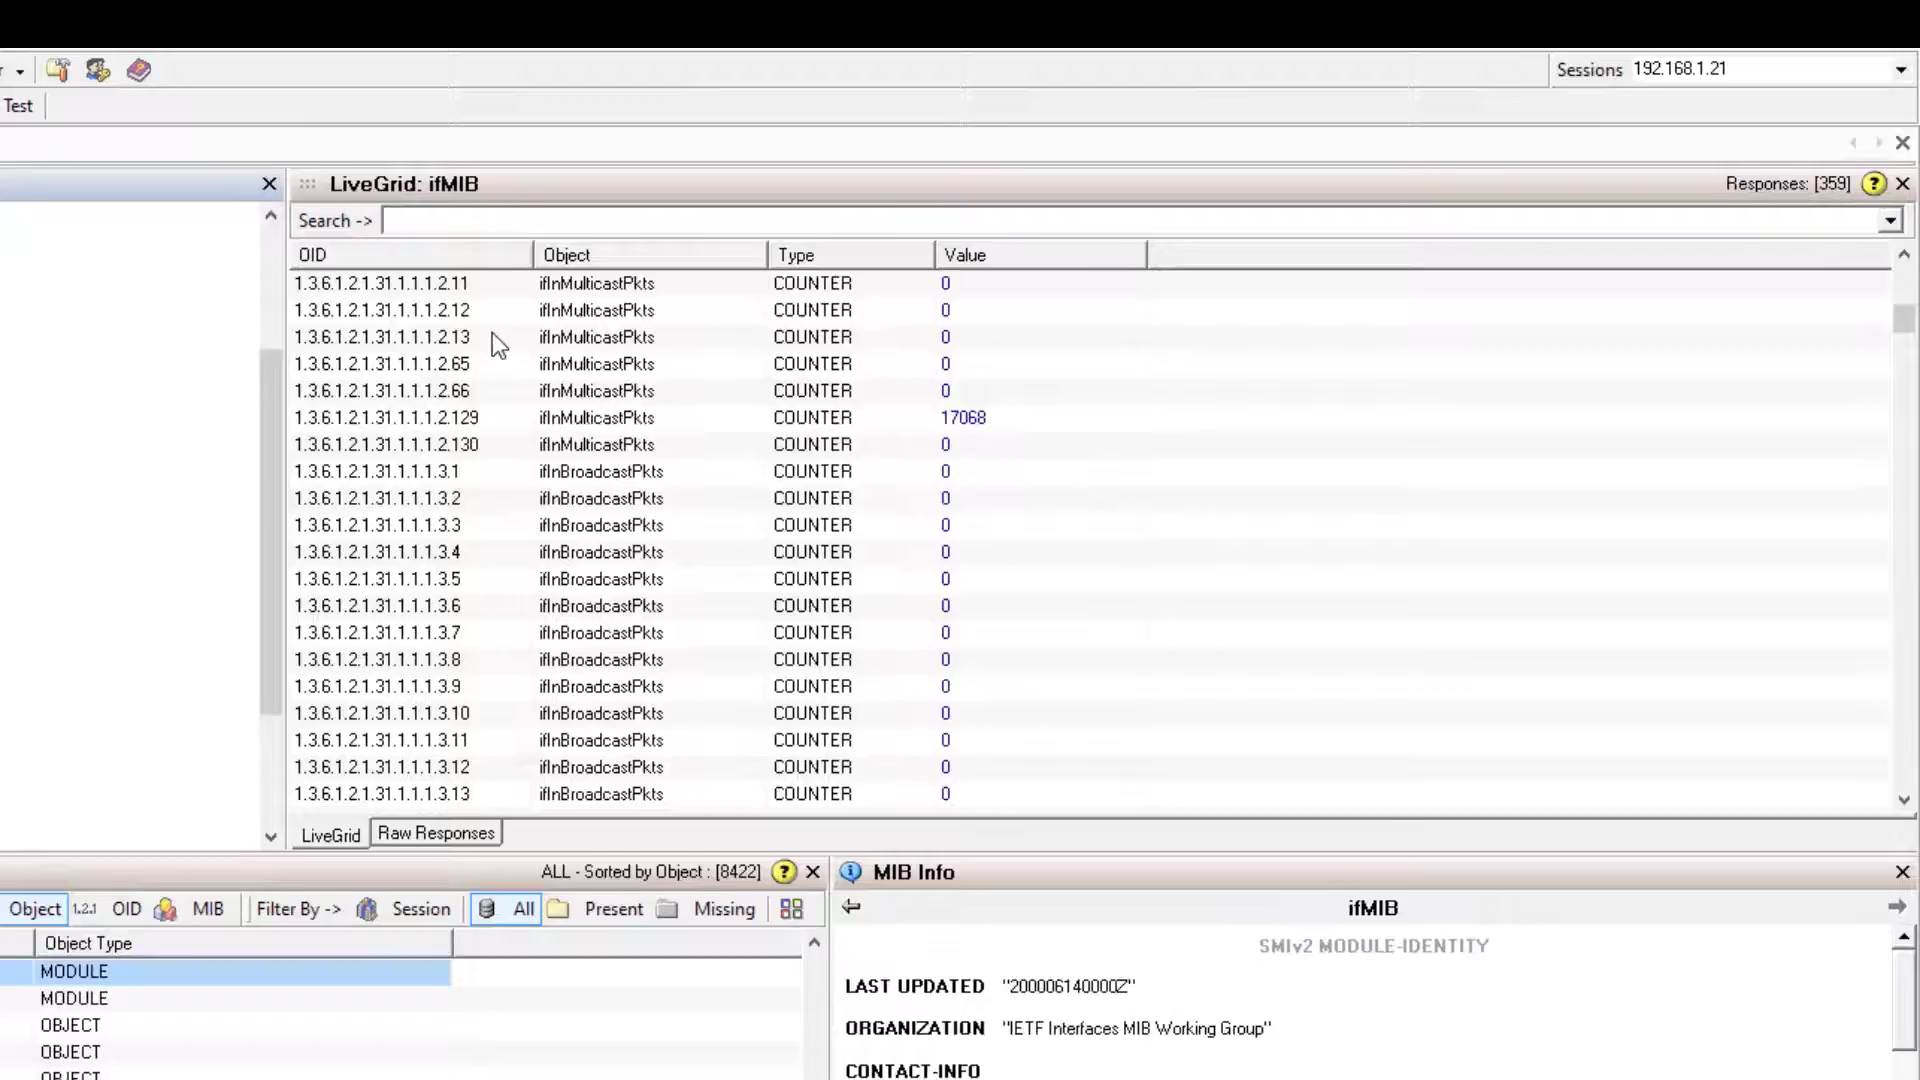 Sessions 192.168.1.21
Test
LiveGrid: ifMIB Responses: [359] ?
Search ->
OID Object Type Value
1.3.6.1.2.1.31.1.1.1.2.11 ifInMulticastPkts COUNTER 0
1.3.6.1.2.1.31.1.1.1.2.12 ifInMulticastPkts COUNTER 0
1.3.6.1.2.1.31.1.1.1.2.13 ifInMulticastPkts COUNTER 0
1.3.6.1.2.1.31.1.1.1.2.65 ifInMulticastPkts COUNTER 0
1.3.6.1.2.1.31.1.1.1.2.66 ifInMulticastPkts COUNTER 0
1.3.6.1.2.1.31.1.1.1.2.129 ifInMulticastPkts COUNTER 17068
1.3.6.1.2.1.31.1.1.1.2.130 ifInMulticastPkts COUNTER 0
1.3.6.1.2.1.31.1.1.1.3.1 ifInBroadcastPkts COUNTER 0
1.3.6.1.2.1.31.1.1.1.3.2 ifInBroadcastPkts COUNTER 0
1.3.6.1.2.1.31.1.1.1.3.3 ifInBroadcastPkts COUNTER 0
1.3.6.1.2.1.31.1.1.1.3.4 ifInBroadcastPkts COUNTER 0
1.3.6.1.2.1.31.1.1.1.3.5 ifInBroadcastPkts COUNTER 0
1.3.6.1.2.1.31.1.1.1.3.6 ifInBroadcastPkts COUNTER 0
1.3.6.1.2.1.31.1.1.1.3.7 ifInBroadcastPkts COUNTER 0
1.3.6.1.2.1.31.1.1.1.3.8 ifInBroadcastPkts COUNTER 0
1.3.6.1.2.1.31.1.1.1.3.9 ifInBroadcastPkts COUNTER 0
1.3.6.1.2.1.31.1.1.1.3.10 ifInBroadcastPkts COUNTER 0
1.3.6.1.2.1.31.1.1.1.3.11 ifInBroadcastPkts COUNTER 0
1.3.6.1.2.1.31.1.1.1.3.12 ifInBroadcastPkts COUNTER 0
1.3.6.1.2.1.31.1.1.1.3.13 ifInBroadcastPkts COUNTER 0
LiveGrid Raw Responses
ALL - Sorted by Object : [8422] ?
Object 1.2.1 OID MIB Filter By -> Session All Present Missing
Object Type
MODULE
MODULE
OBJECT
OBJECT
OBJECT
MIB Info
ifMIB
SMIv2 MODULE-IDENTITY
LAST UPDATED "200006140000Z"
ORGANIZATION "IETF Interfaces MIB Working Group"
CONTACT-INFO